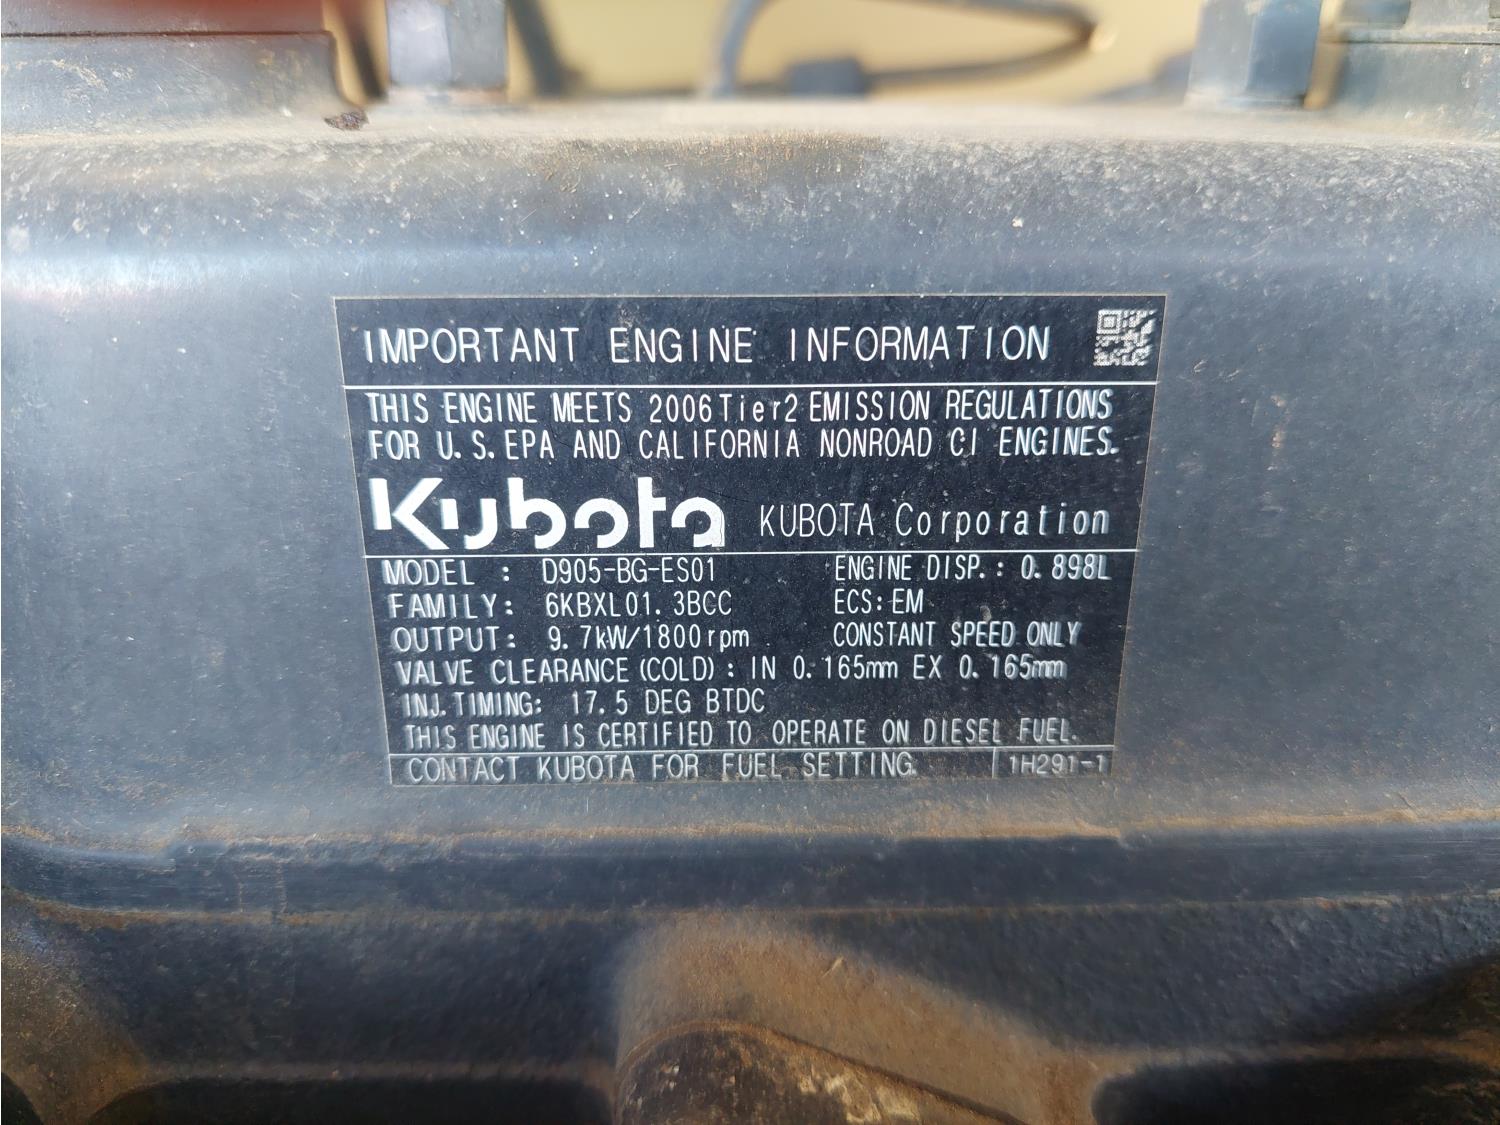 IMPORTANT ENGINE INFORMATION
THIS ENGINE MEETS 2006 Tier2 EMISSION REGULATIONS
FOR U.S. EPA AND CALIFORNIA NONROAD CI ENGINES.
Kubota KUBOTA Corporation
MODEL : D905-BG-ES01 ENGINE DISP.: 0.898L
FAMILY: 6KBXL01.3BCC ECS: EM
OUTPUT: 9.7kW/1800rpm CONSTANT SPEED ONLY
VALVE CLEARANCE (COLD) : IN 0.165mm EX 0.165mm
INJ. TIMING: 17.5 DEG BTDC
THIS ENGINE IS CERTIFIED TO OPERATE ON DIESEL FUEL.
CONTACT KUBOTA FOR FUEL SETTING. 1H291-1